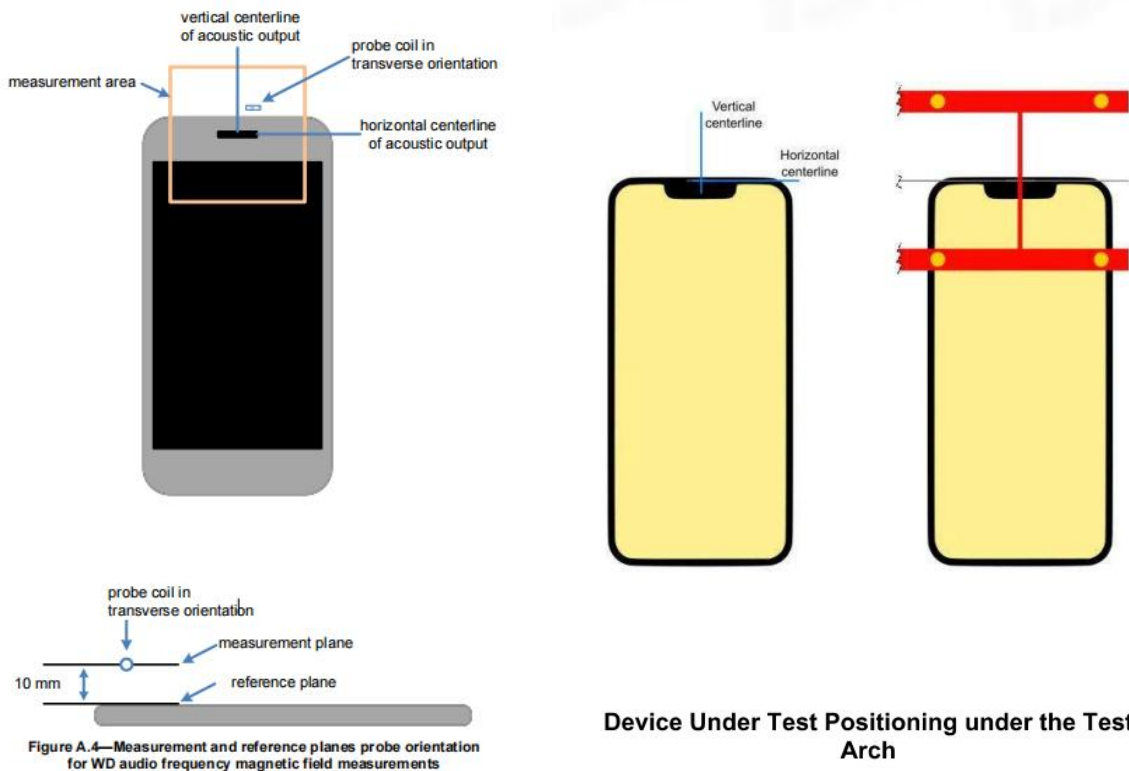 vertical centerline
of acoustic output
probe coil in
transverse orientation
measurement area
horizontal centerline
of acoustic output
probe coil in
transverse orientation
measurement plane
10 mm
reference plane
Figure A.4—Measurement and reference planes probe orientation
for WD audio frequency magnetic field measurements
Vertical
centerline
Horizontal
centerline
Device Under Test Positioning under the Test
Arch